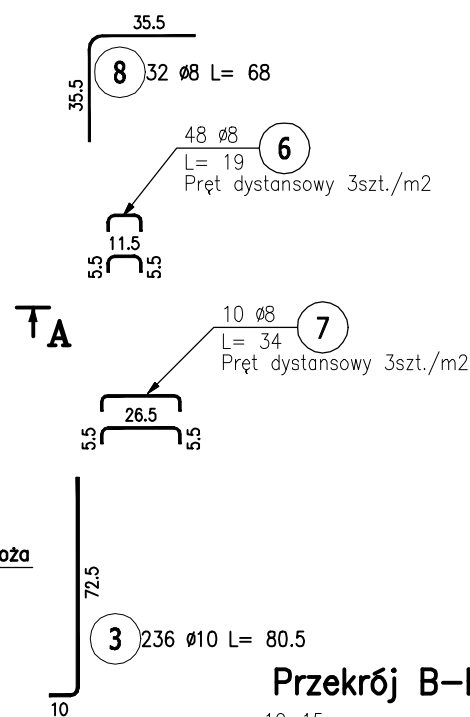 35.5
35.5
8 32 ø8 L= 68
48 ø8
6
L= 19
Pręt dystansowy 3szt./m2
11.5
5.5 5.5
A
10 ø8
7
L= 34
Pręt dystansowy 3szt./m2
26.5
5.5 5.5
oża
72.5
3 236 ø10 L= 80.5
10
Przekrój B-